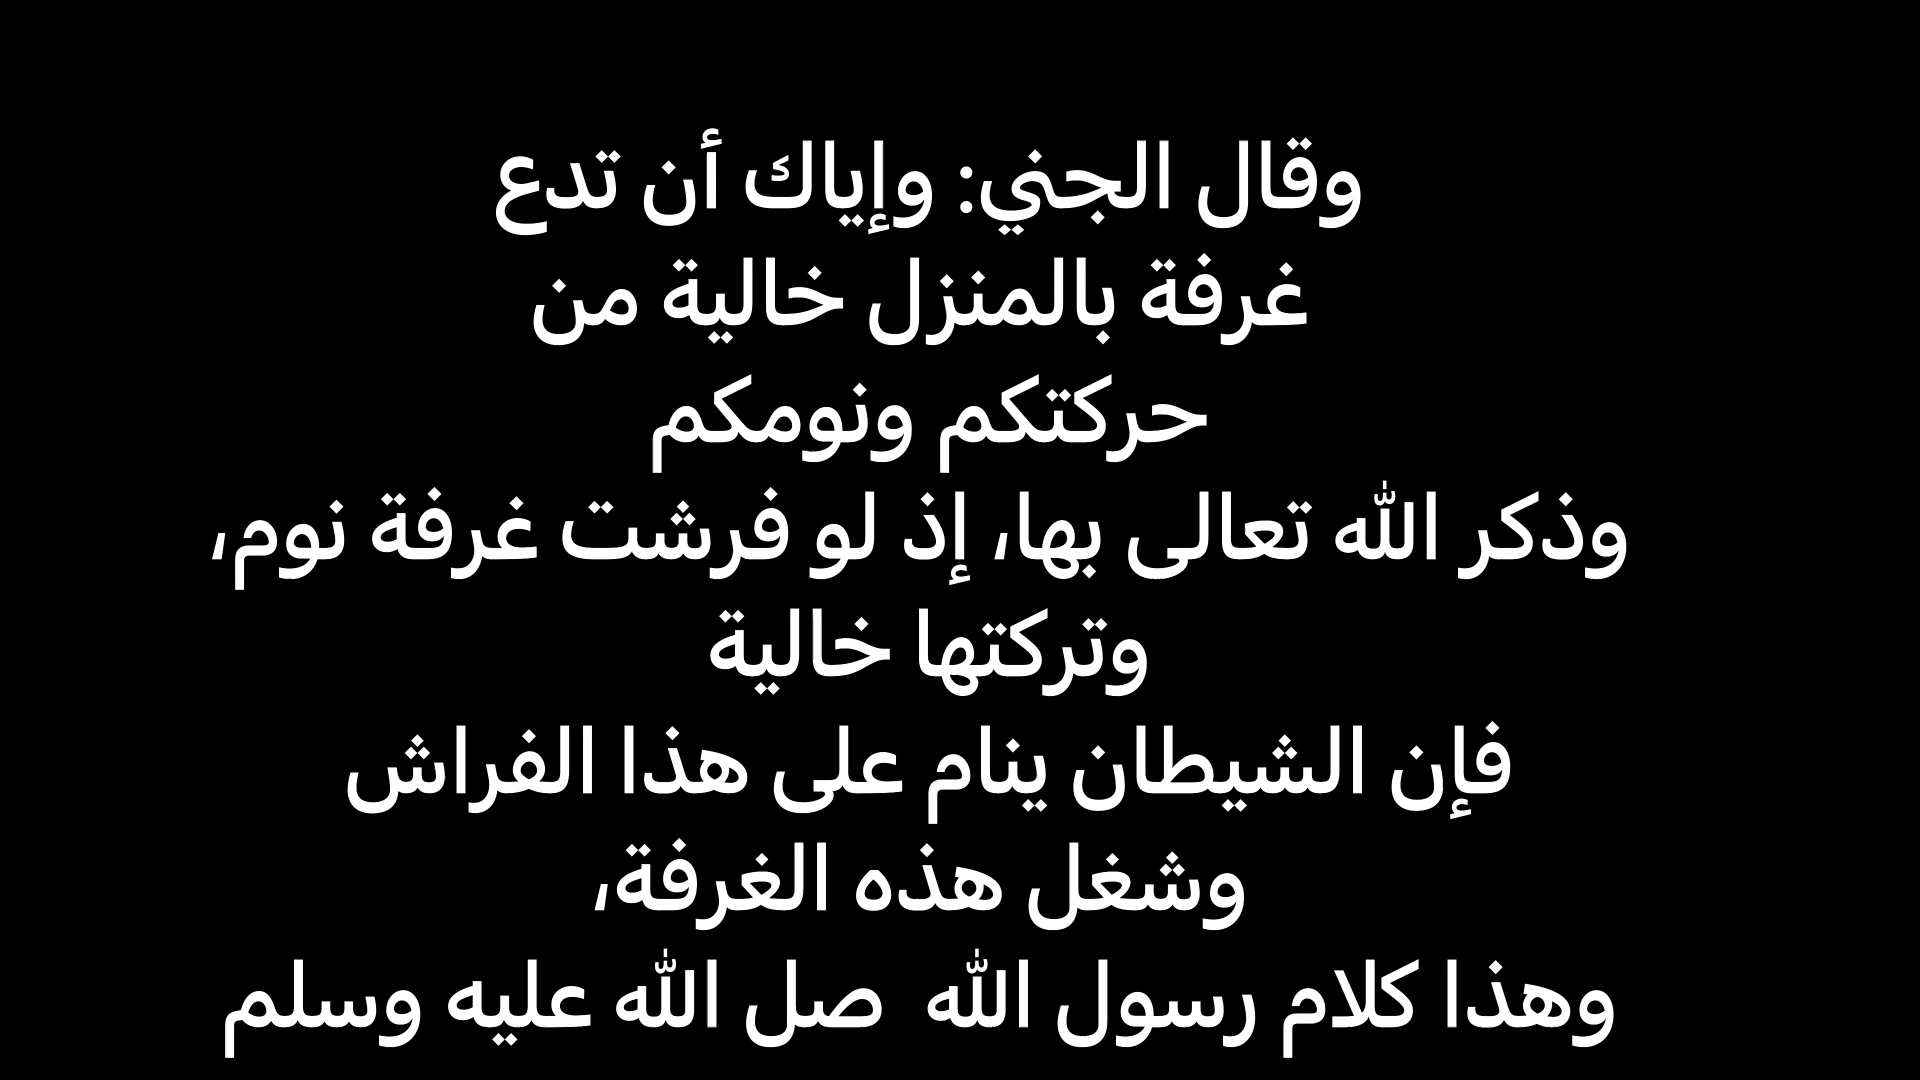 وقال الجني: وإياك أن تدع
غرفة بالمنزل خالية من
حركتكم ونومكم
وذكر الله تعالى بها، إذ لو فرشت غرفة نوم،
وتركتها خالية
فإن الشيطان ينام على هذا الفراش
وشغل هذه الغرفة،
وهذا كلام رسول الله  صل الله عليه وسلم